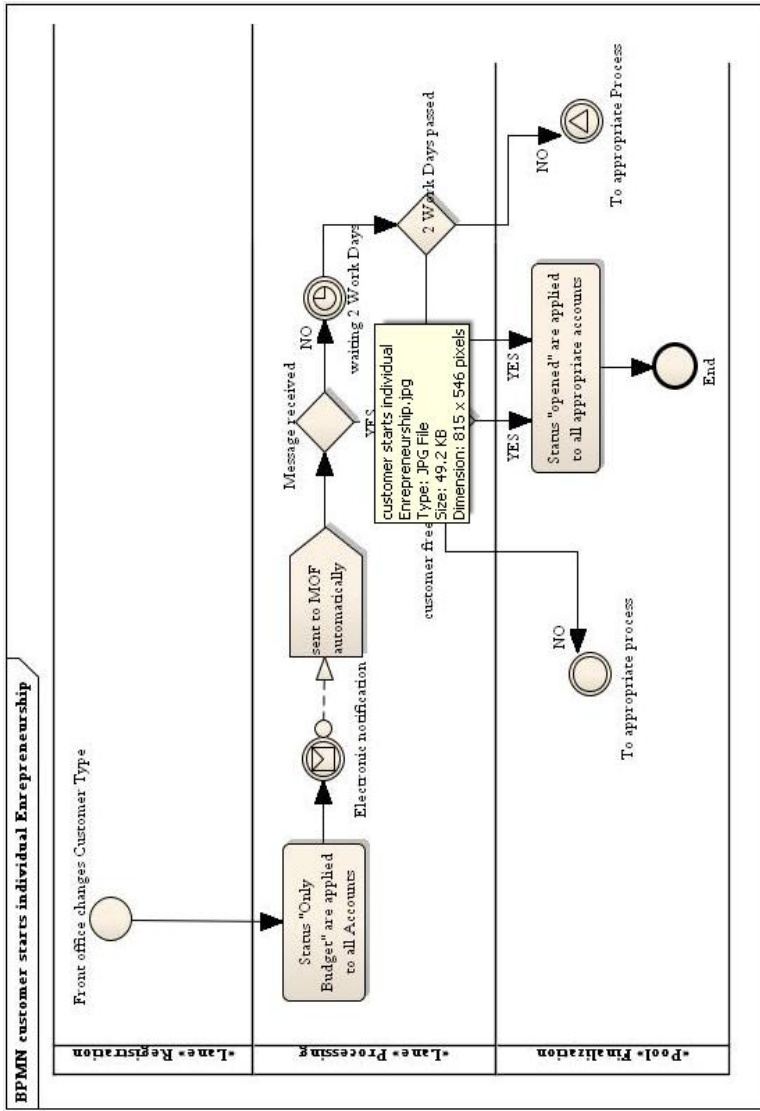 BPMN customer starts individual Enrepreneurship
*Lane* Registration
Front office changes Customer Type
*Lane* Processing
Status "Only
Budget" are applied
to all Accounts
Electronic notification
sent to MOF
automatically
Message received
NO
YES
waiting 2 Work Days
2 Work Days passed
customer free
customer starts individual
Enrepreneurship.jpg
Type: JPG File
Size: 49.2 KB
Dimension: 815 x 546 pixels
*Pool* Finalization
NO
To appropriate process
YES
YES
Status "opened" are applied
to all appropriate accounts
End
NO
To appropriate Process